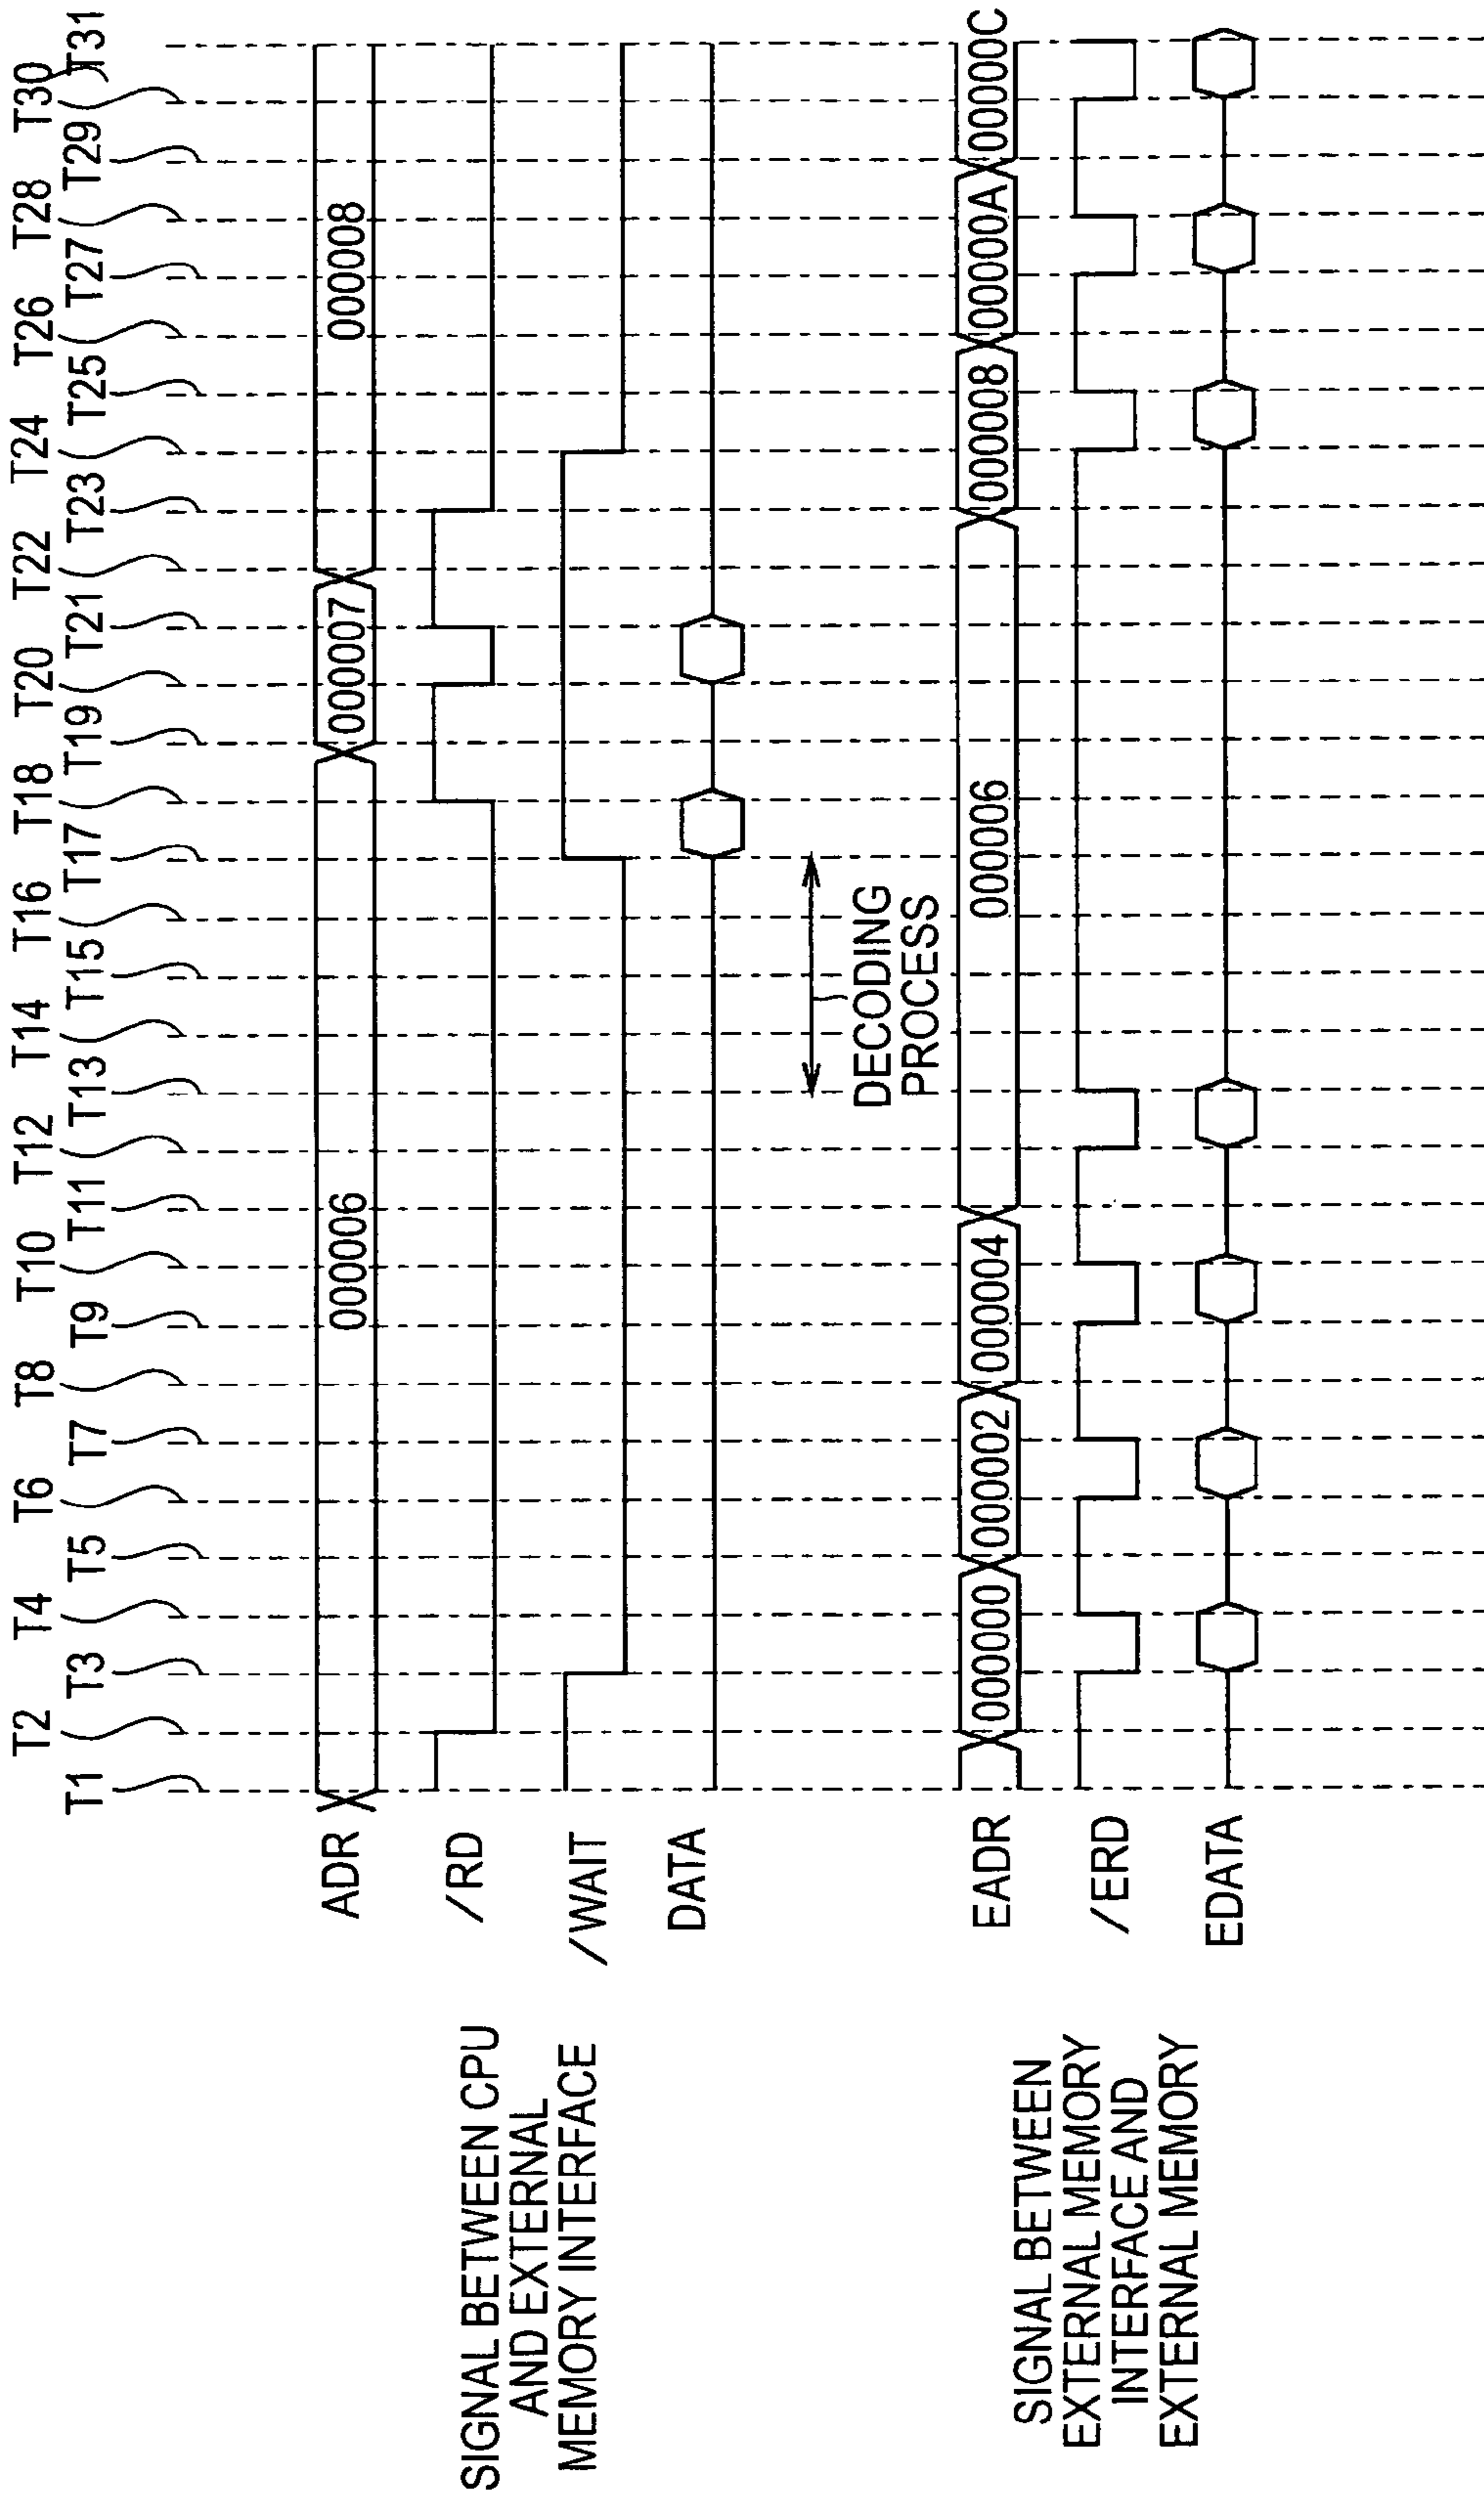 T1 T2 T3 T4 T5 T6 T7 T8 T9 T10 T11 T12 T13 T14 T15 T16 T17 T18 T19 T20 T21 T22 T23 T24 T25 T26 T27 T28 T29 T30 T31
SIGNAL BETWEEN CPU
AND EXTERNAL
MEMORY INTERFACE
ADR 000006 000007 000008
/RD
/WAIT
DATA
DECODING
PROCESS
SIGNAL BETWEEN
EXTERNAL MEMORY
INTERFACE AND
EXTERNAL MEMORY
EADR 000000 000002 000004 000006 000008 00000A 00000C
/ERD
EDATA